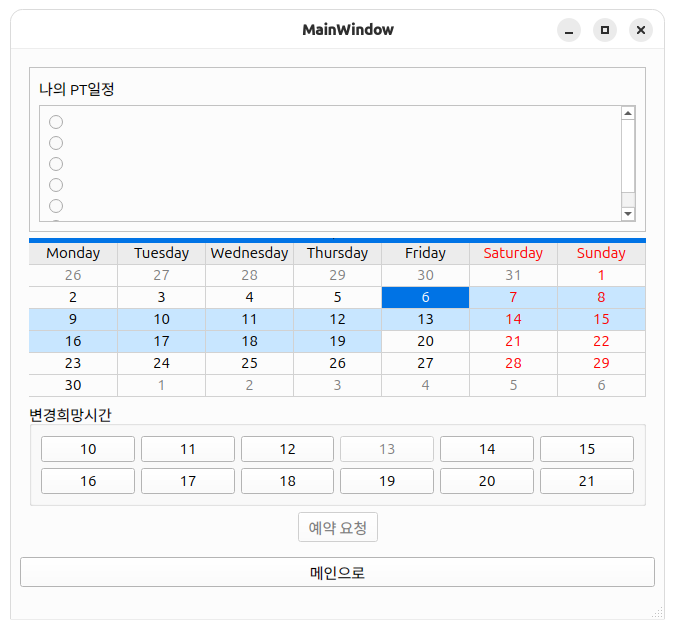 MainWindow
나의 PT일정
Monday Tuesday Wednesday Thursday Friday Saturday Sunday
26 27 28 29 30 31 1
2 3 4 5 6 7 8
9 10 11 12 13 14 15
16 17 18 19 20 21 22
23 24 25 26 27 28 29
30 1 2 3 4 5 6
변경희망시간
10 11 12 13 14 15
16 17 18 19 20 21
예약 요청
메인으로